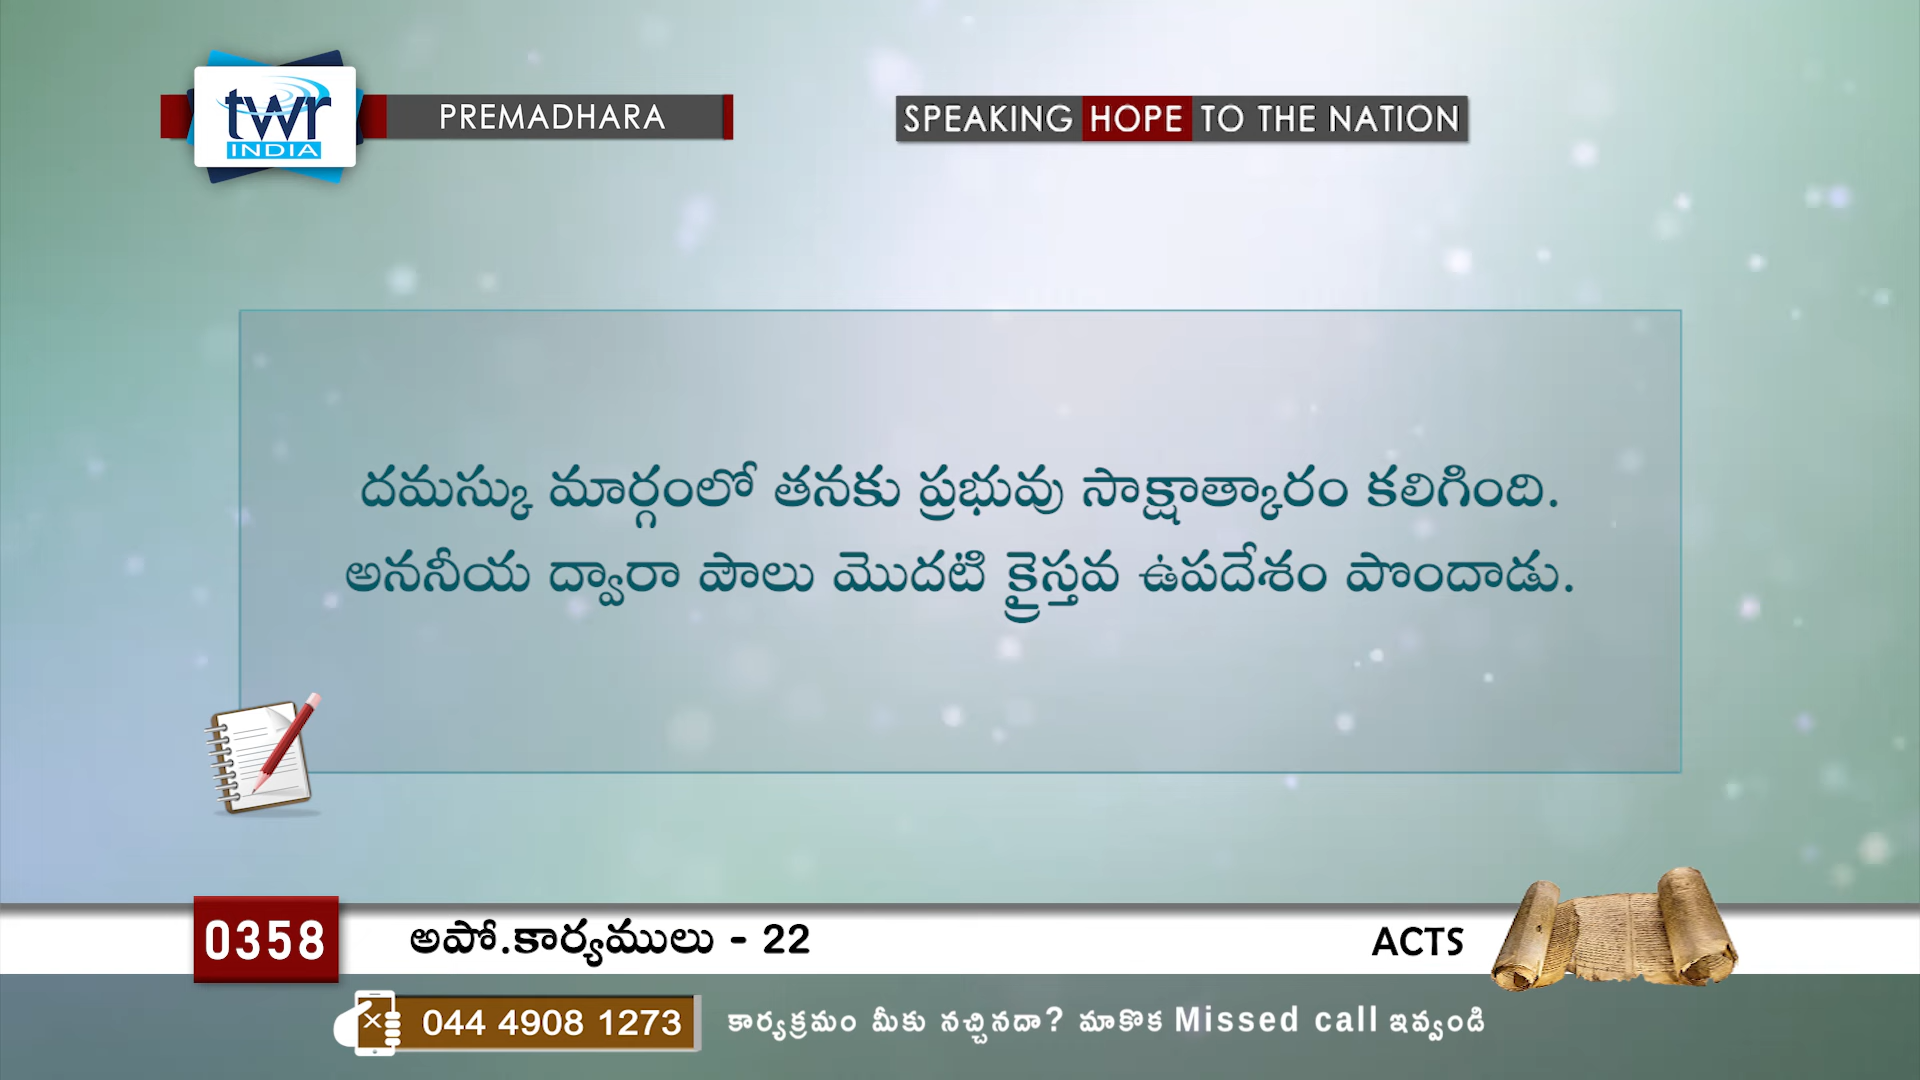 twr
INDIA
PREMADHARA
SPEAKING HOPE TO THE NATION
దమస్కు మార్గంలో తనకు ప్రభువు సాక్షాత్కారం కలిగింది.
అననీయ ద్వారా పౌలు మొదటి క్రైస్తవ ఉపదేశం పొందాడు.
0358
అపో.కార్యములు - 22
ACTS
044 4908 1273
కార్యక్రమం మీకు నచ్చినదా? మాకొక Missed call ఇవ్వండి